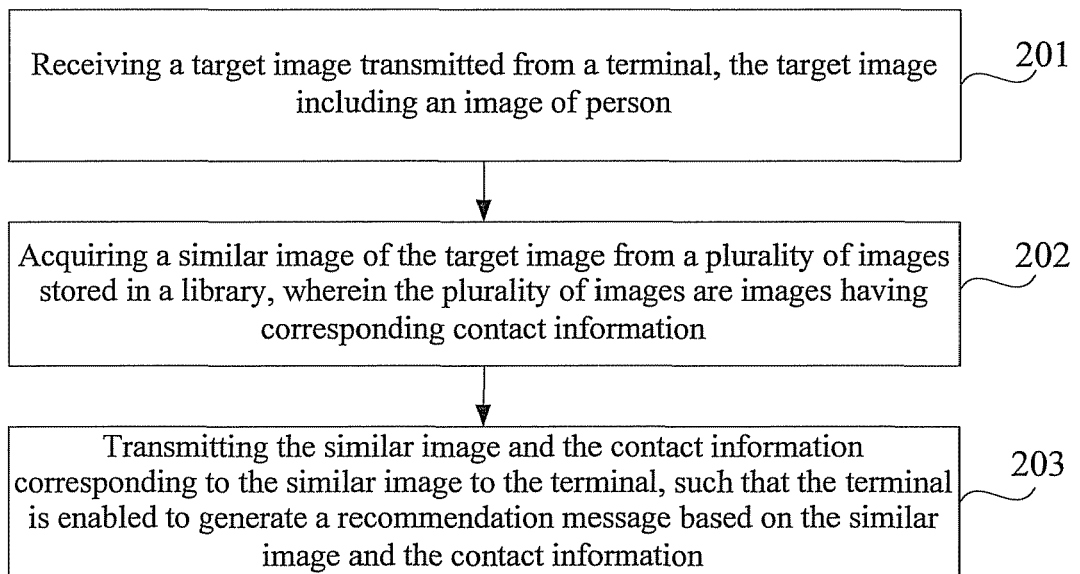 Receiving a target image transmitted from a terminal, the target image
including an image of person
201
Acquiring a similar image of the target image from a plurality of images
stored in a library, wherein the plurality of images are images having
corresponding contact information
202
Transmitting the similar image and the contact information
corresponding to the similar image to the terminal, such that the terminal
is enabled to generate a recommendation message based on the similar
image and the contact information
203